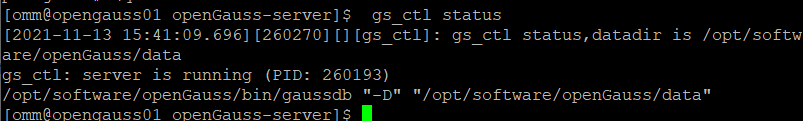 [omm@opengauss01 openGauss-server]$  gs_ctl status
[2021-11-13 15:41:09.696][260270][][gs_ctl]: gs_ctl status,datadir is /opt/softw
are/openGauss/data
gs_ctl: server is running (PID: 260193)
/opt/software/openGauss/bin/gaussdb "-D" "/opt/software/openGauss/data"
[omm@opengauss01 openGauss-server]$